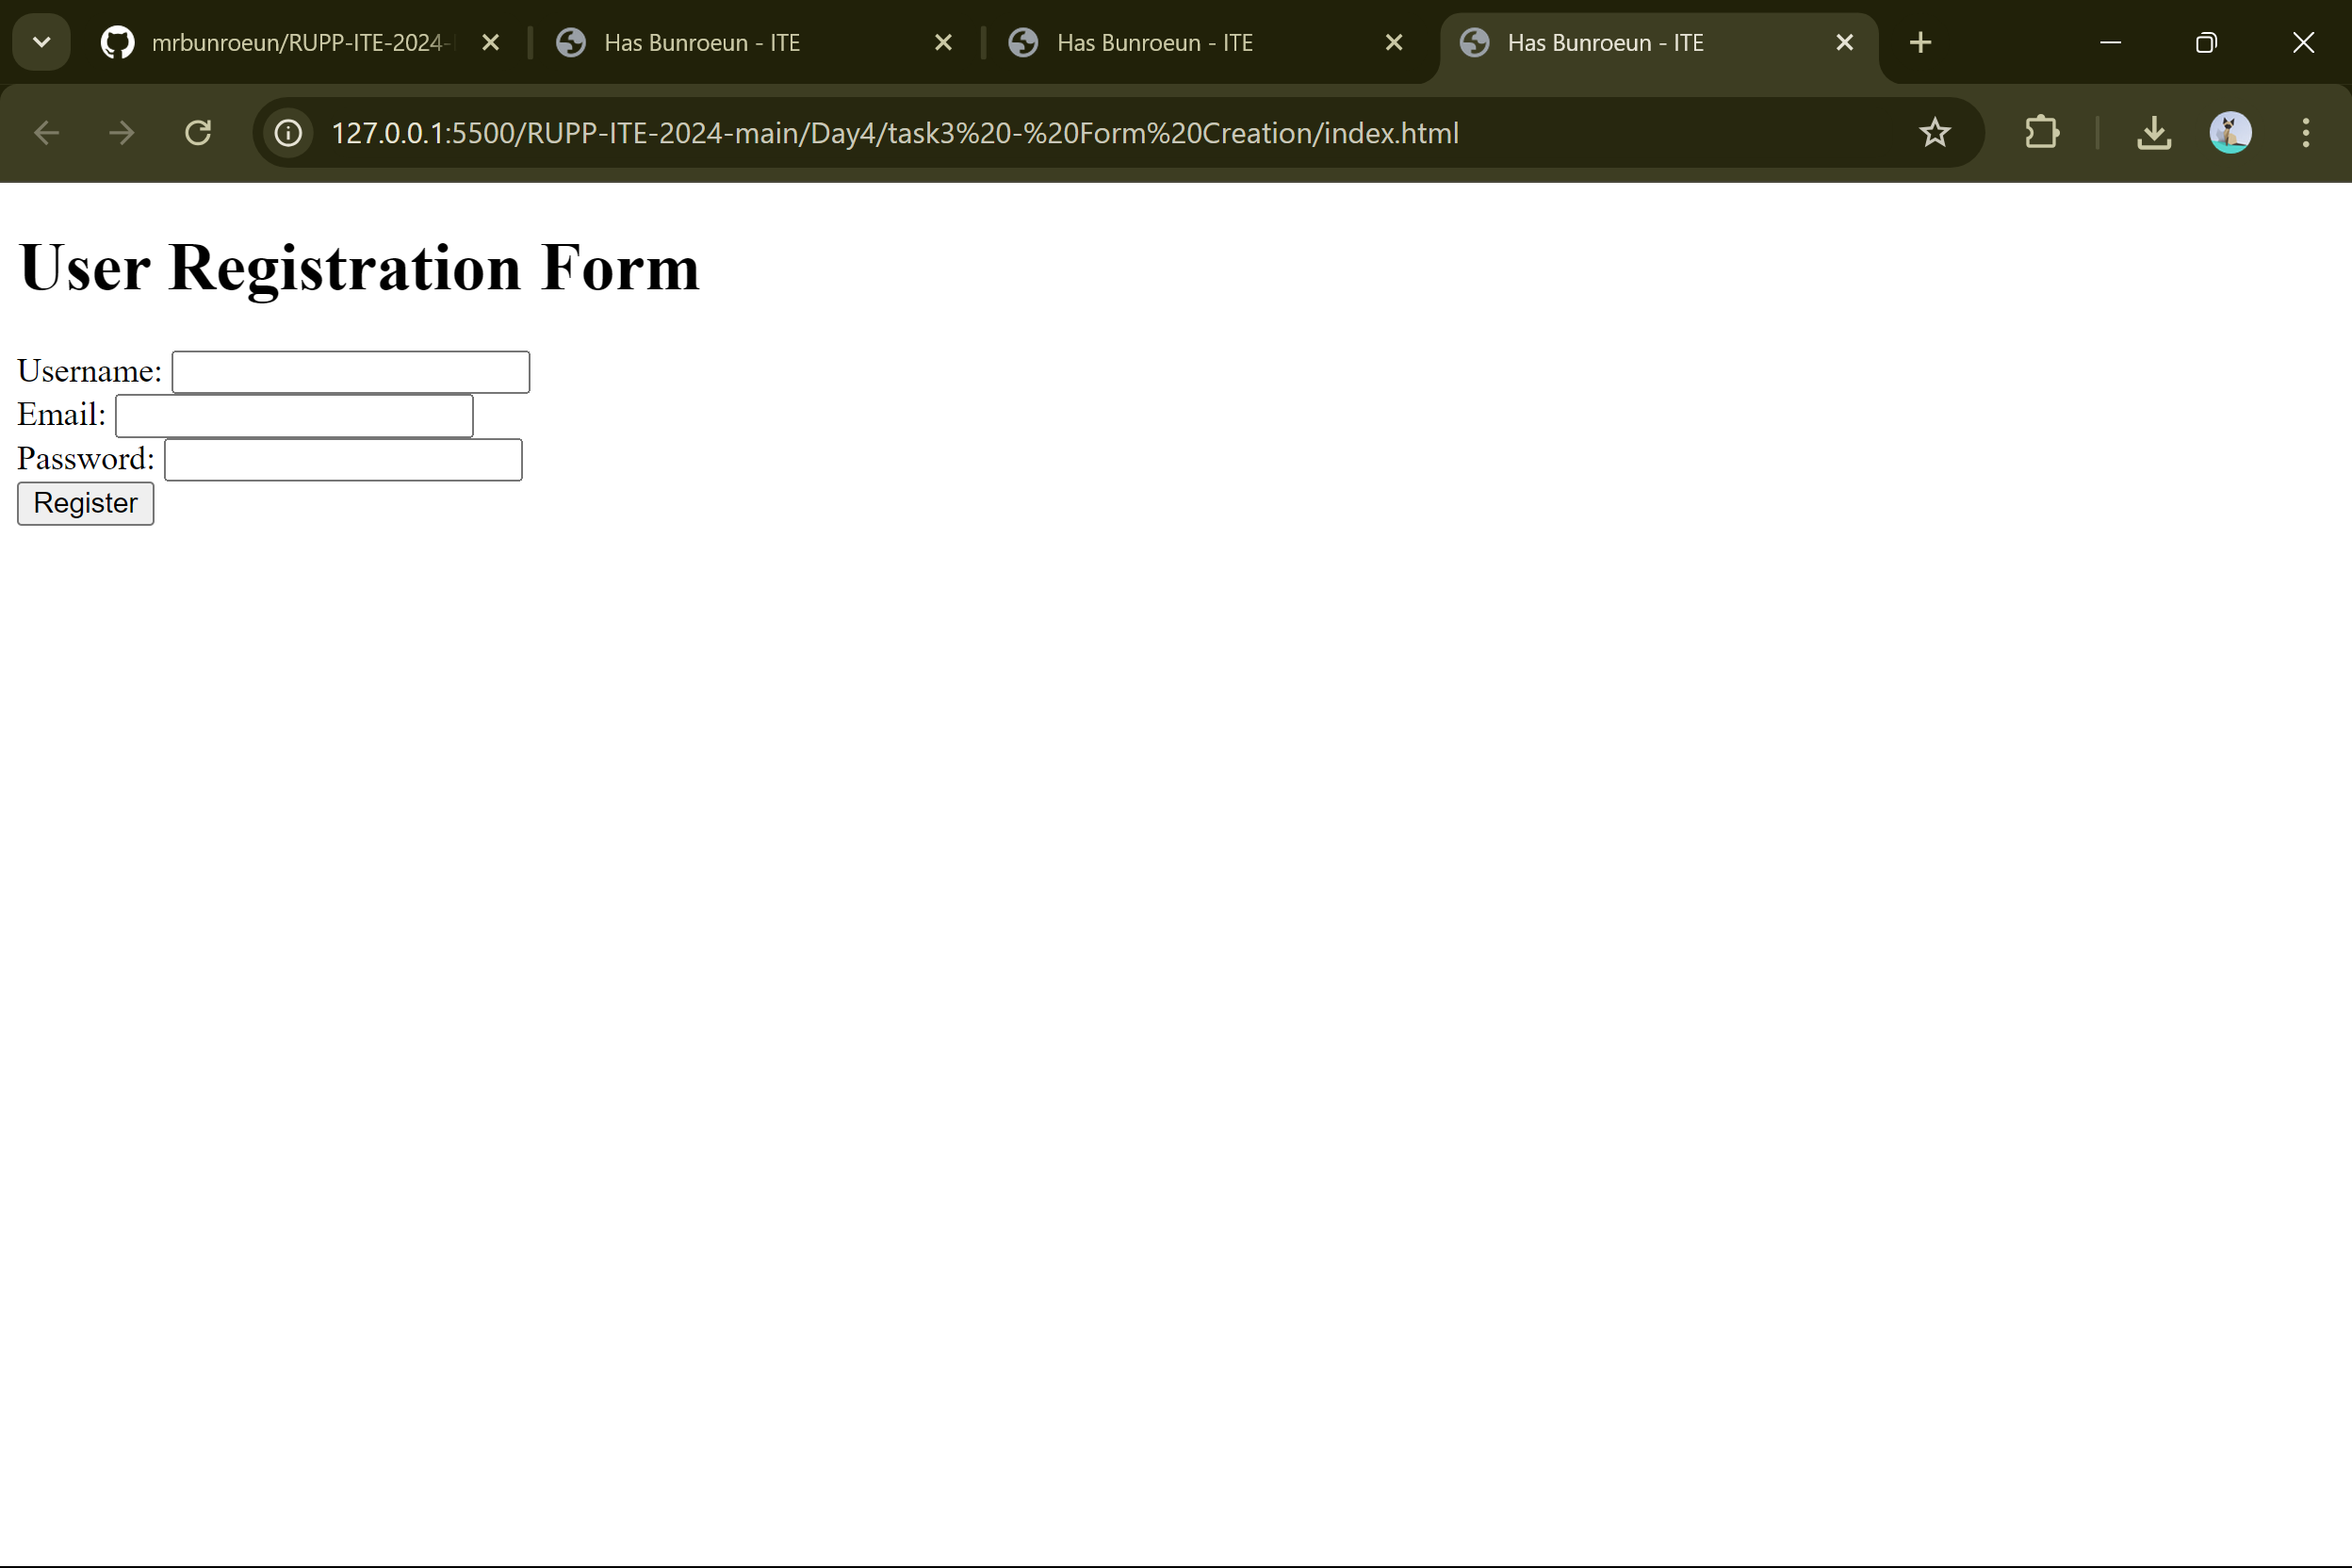 mrbunroeun/RUPP-ITE-2024-
Has Bunroeun - ITE
Has Bunroeun - ITE
Has Bunroeun - ITE
127.0.0.1:5500/RUPP-ITE-2024-main/Day4/task3%20-%20Form%20Creation/index.html
User Registration Form
Username:
Email:
Password:
Register